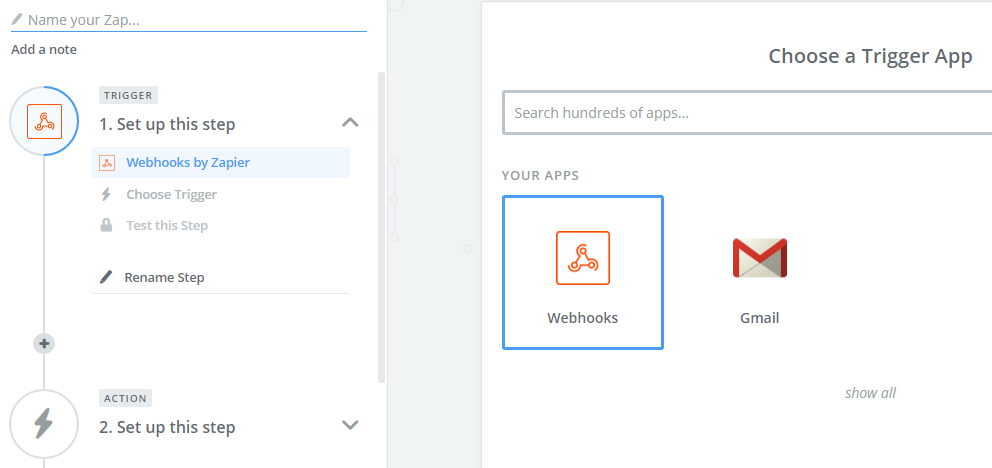 Name your Zap...
Add a note
TRIGGER
1. Set up this step
Webhooks by Zapier
Choose Trigger
Test this Step
Rename Step
ACTION
2. Set up this step
Choose a Trigger App
Search hundreds of apps...
YOUR APPS
Webhooks
Gmail
show all